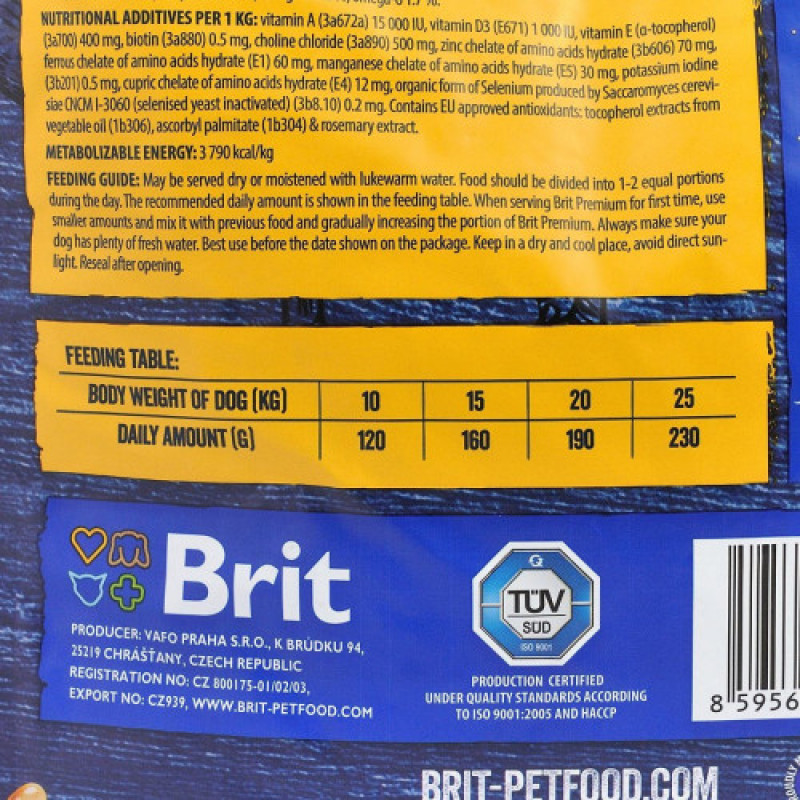 omega-6 1.7 %.
NUTRITIONAL ADDITIVES PER 1 KG: vitamin A (3a672a) 15 000 IU, vitamin D3 (E671) 1 000 IU, vitamin E (α-tocopherol)
(3a700) 400 mg, biotin (3a880) 0.5 mg, choline chloride (3a890) 500 mg, zinc chelate of amino acids hydrate (3b606) 70 mg,
ferrous chelate of amino acids hydrate (E1) 60 mg, manganese chelate of amino acids hydrate (E5) 30 mg, potassium iodine
(3b201) 0.5 mg, cupric chelate of amino acids hydrate (E4) 12 mg, organic form of Selenium produced by Saccaromyces cerevi-
siae CNCM I-3060 (selenised yeast inactivated) (3b8.10) 0.2 mg. Contains EU approved antioxidants: tocopherol extracts from
vegetable oil (1b306), ascorbyl palmitate (1b304) & rosemary extract.
METABOLIZABLE ENERGY: 3 790 kcal/kg
FEEDING GUIDE: May be served dry or moistened with lukewarm water. Food should be divided into 1-2 equal portions
during the day. The recommended daily amount is shown in the feeding table. When serving Brit Premium for first time, use
smaller amounts and mix it with previous food and gradually increasing the portion of Brit Premium. Always make sure your
dog has plenty of fresh water. Best use before the date shown on the package. Keep in a dry and cool place, avoid direct sun-
light. Reseal after opening.
FEEDING TABLE:
BODY WEIGHT OF DOG (KG) 10 15 20 25
DAILY AMOUNT (G) 120 160 190 230
Brit
PRODUCER: VAFO PRAHA S.R.O., K BRŮDKU 94,
25219 CHRÁŠŤANY, CZECH REPUBLIC
REGISTRATION NO: CZ 800175-01/02/03,
EXPORT NO: CZ939, WWW.BRIT-PETFOOD.COM
TÜV
SÜD
ISO 9001
PRODUCTION CERTIFIED
UNDER QUALITY STANDARDS ACCORDING
TO ISO 9001:2005 AND HACCP
8 5956
BRIT-PETFOOD.COM